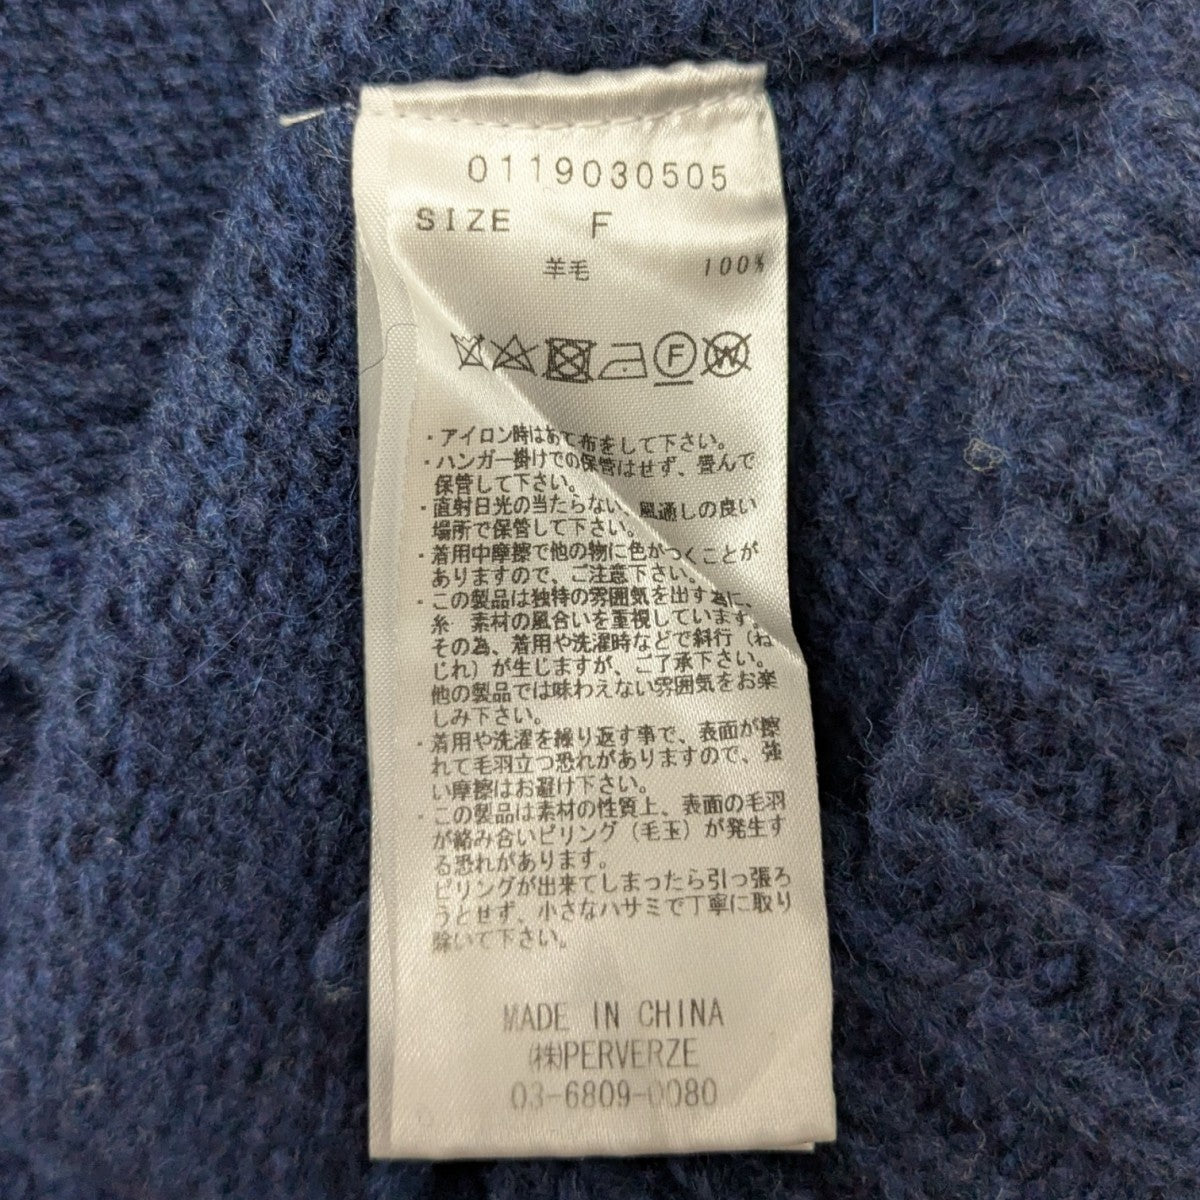 0119030505
SIZE F
羊毛 100%
F W
・アイロン時はあて布をして下さい。
・ハンガー掛けでの保管はせず、畳んで
保管して下さい。
・直射日光の当たらない、風通しの良い
場所で保管して下さい。
・着用中摩擦で他の物に色がつくことが
ありますので、ご注意下さい。
・この製品は独特の雰囲気を出す為に、
糸 素材の風合いを重視しています。
その為、着用や洗濯時などで斜行（ね
じれ）が生じますが、ご了承下さい。
他の製品では味わえない雰囲気をお楽
しみ下さい。
・着用や洗濯を繰り返す事で、表面が擦
れて毛羽立つ恐れがありますので、強
い摩擦はお避け下さい。
・この製品は素材の性質上、表面の毛羽
が絡み合いピリング（毛玉）が発生す
る恐れがあります。
ピリングが出来てしまったら引っ張ろ
うとせず、小さなハサミで丁寧に取り
除いて下さい。
MADE IN CHINA
㈱PERVERZE
03-6809-0080